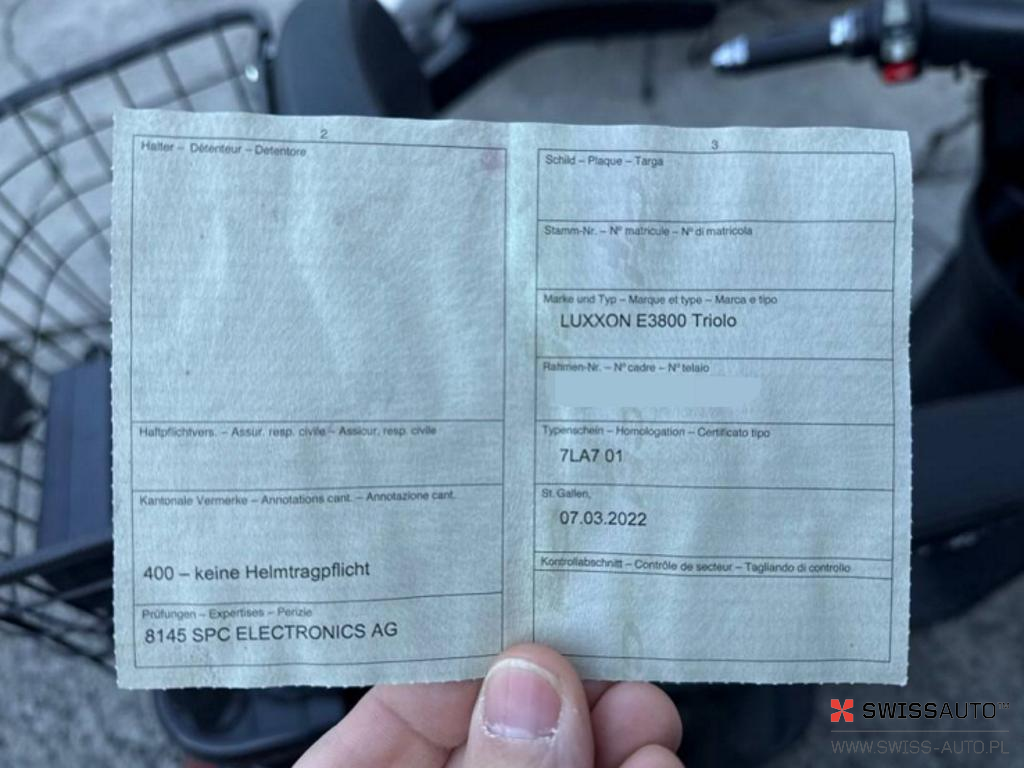 2
Halter – Détenteur – Detentore
Haftpflichtvers. – Assur. resp. civile – Assicur. resp. civile
Kantonale Vermerke – Annotations cant. – Annotazione cant.
400 – keine Helmtragpflicht
Prüfungen – Expertises – Perizie
8145 SPC ELECTRONICS AG
3
Schild – Plaque – Targa
Stamm-Nr. – Nº matricule – Nº di matricola
Marke und Typ – Marque et type – Marca e tipo
LUXXON E3800 Triolo
Rahmen-Nr. – Nº cadre – Nº telaio
Typenschein – Homologation – Certificato tipo
7LA7 01
St. Gallen,
07.03.2022
Kontrollabschnitt – Contrôle de secteur – Tagliando di controllo
SWISSAUTO™
WWW.SWISS-AUTO.PL